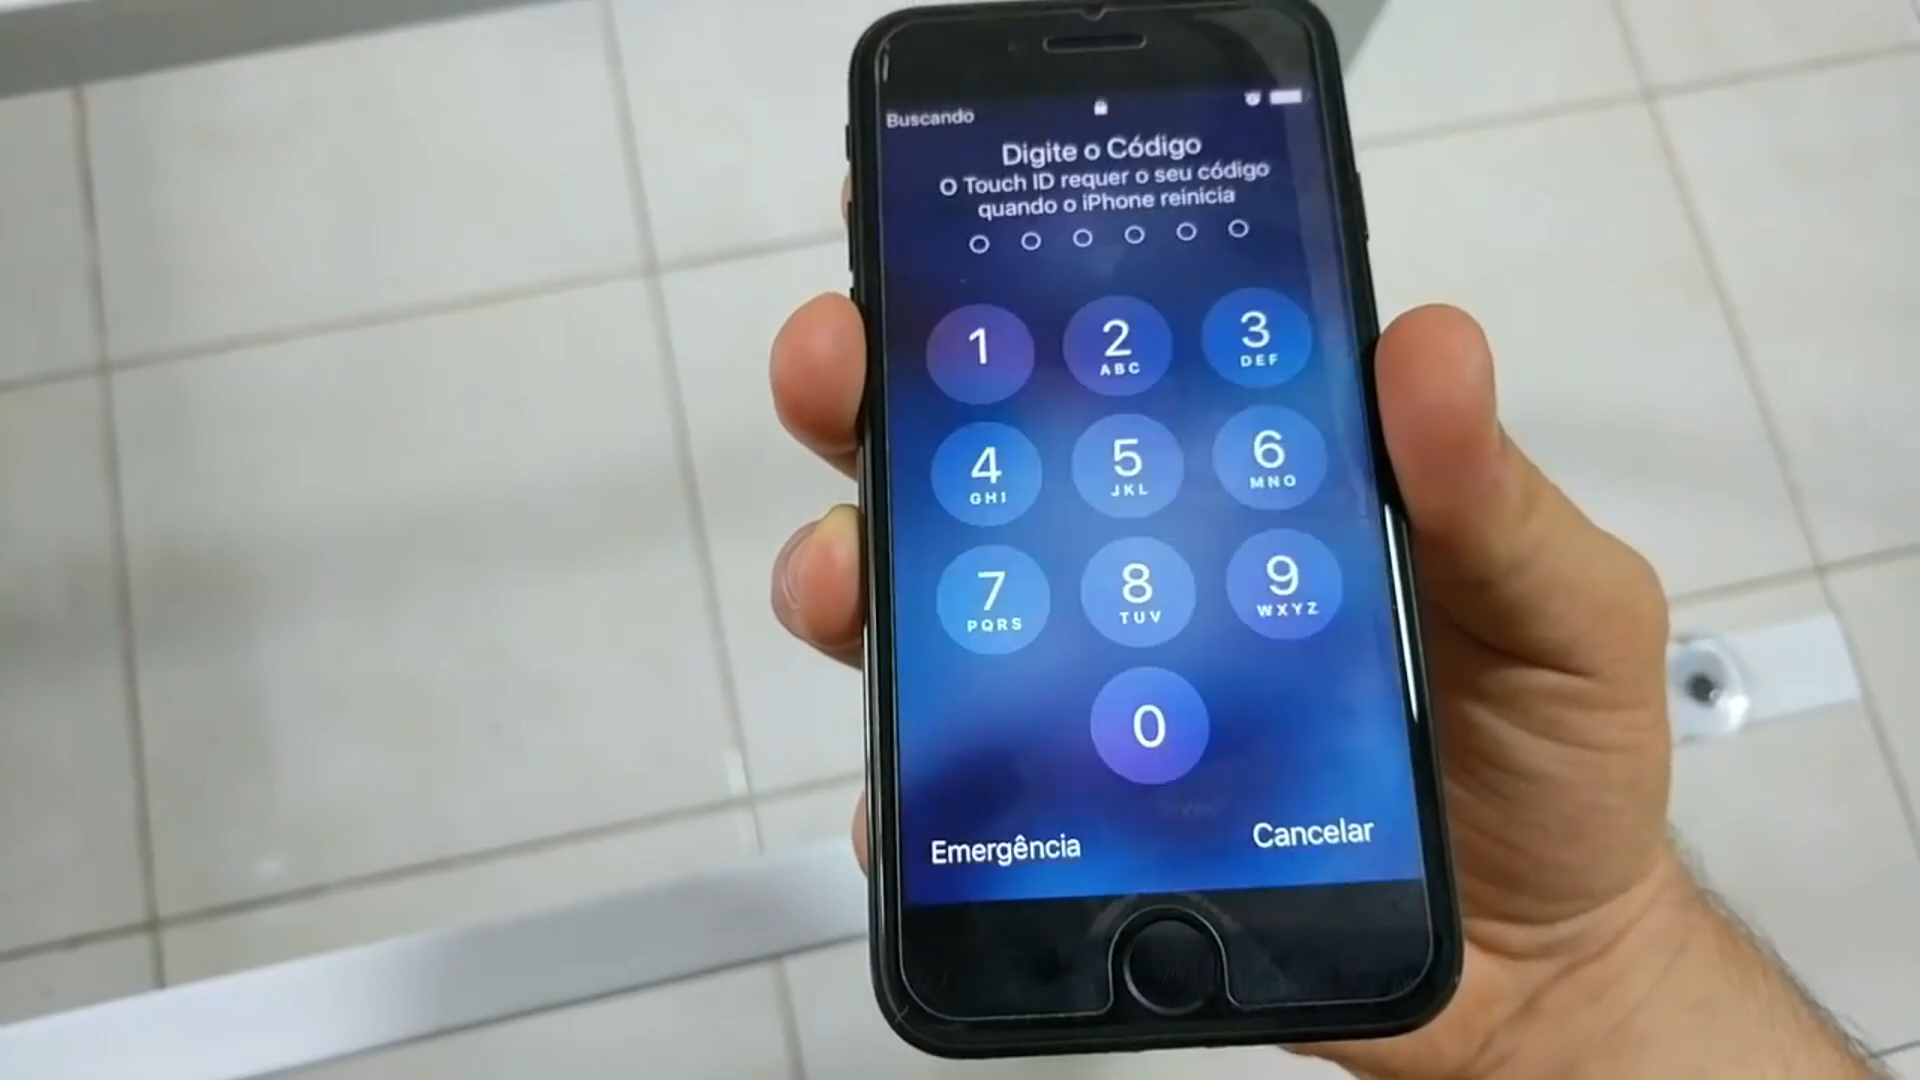 Buscando
Digite o Código
O Touch ID requer o seu código
quando o iPhone reinicia
1
2
ABC
3
DEF
4
GHI
5
JKL
6
MNO
7
PQRS
8
TUV
9
WXYZ
0
Emergência
Cancelar